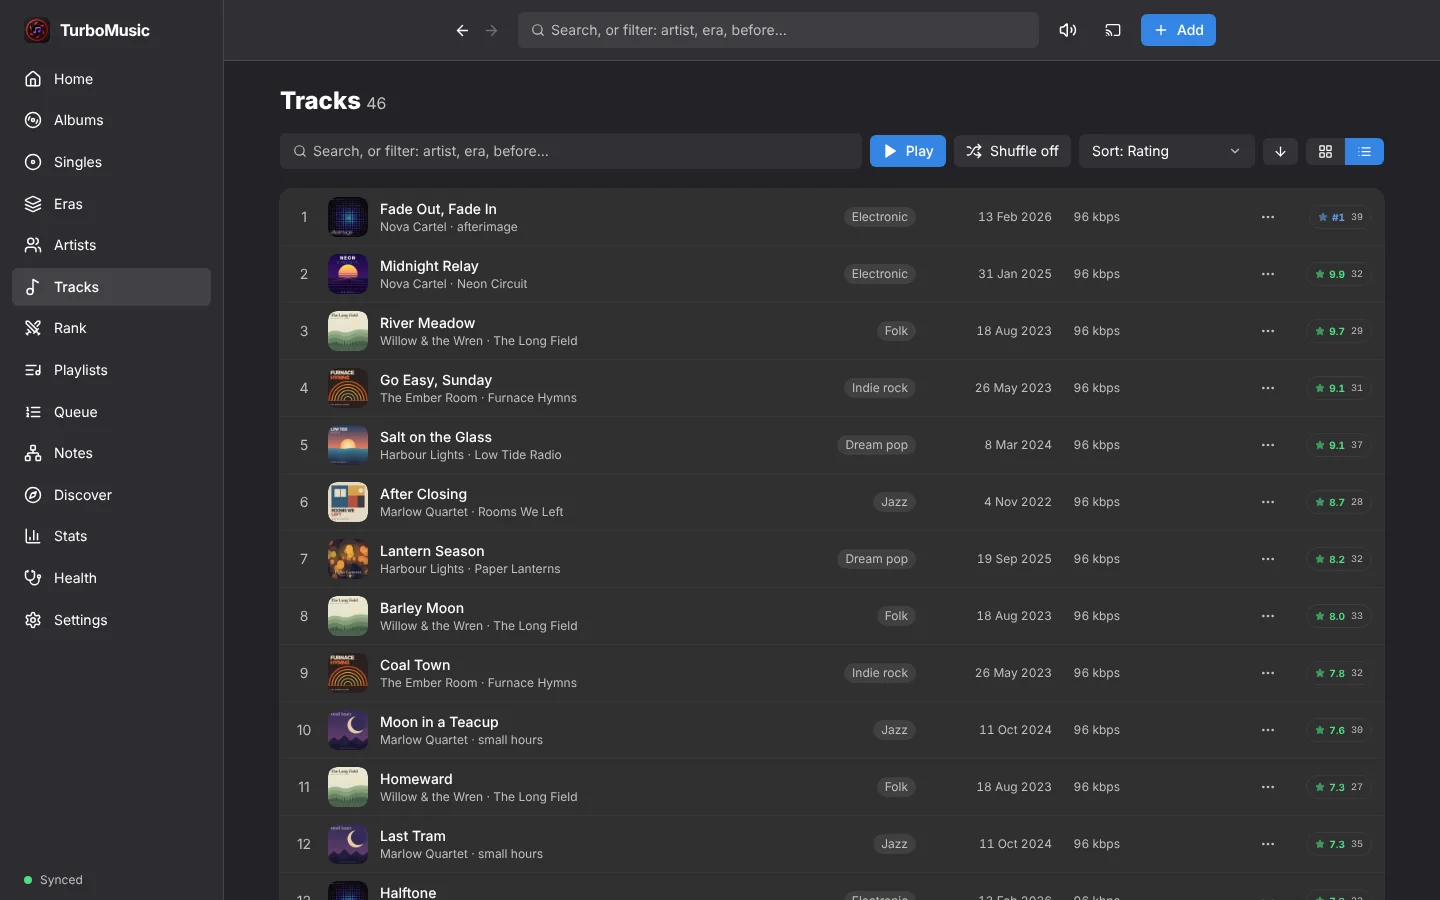 TurboMusic
Search, or filter: artist, era, before...
Add
Home
Albums
Singles
Eras
Artists
Tracks
Rank
Playlists
Queue
Notes
Discover
Stats
Health
Settings
Synced
Tracks 46
Search, or filter: artist, era, before...
Play
Shuffle off
Sort: Rating
1 Fade Out, Fade In Electronic 13 Feb 2026 96 kbps ... #1 39
Nova Cartel · afterimage
2 Midnight Relay Electronic 31 Jan 2025 96 kbps ... 9.9 32
Nova Cartel · Neon Circuit
3 River Meadow Folk 18 Aug 2023 96 kbps ... 9.7 29
Willow & the Wren · The Long Field
4 Go Easy, Sunday Indie rock 26 May 2023 96 kbps ... 9.1 31
The Ember Room · Furnace Hymns
5 Salt on the Glass Dream pop 8 Mar 2024 96 kbps ... 9.1 37
Harbour Lights · Low Tide Radio
6 After Closing Jazz 4 Nov 2022 96 kbps ... 8.7 28
Marlow Quartet · Rooms We Left
7 Lantern Season Dream pop 19 Sep 2025 96 kbps ... 8.2 32
Harbour Lights · Paper Lanterns
8 Barley Moon Folk 18 Aug 2023 96 kbps ... 8.0 33
Willow & the Wren · The Long Field
9 Coal Town Indie rock 26 May 2023 96 kbps ... 7.8 32
The Ember Room · Furnace Hymns
10 Moon in a Teacup Jazz 11 Oct 2024 96 kbps ... 7.6 30
Marlow Quartet · small hours
11 Homeward Folk 18 Aug 2023 96 kbps ... 7.3 27
Willow & the Wren · The Long Field
12 Last Tram Jazz 11 Oct 2024 96 kbps ... 7.3 35
Marlow Quartet · small hours
Halftone